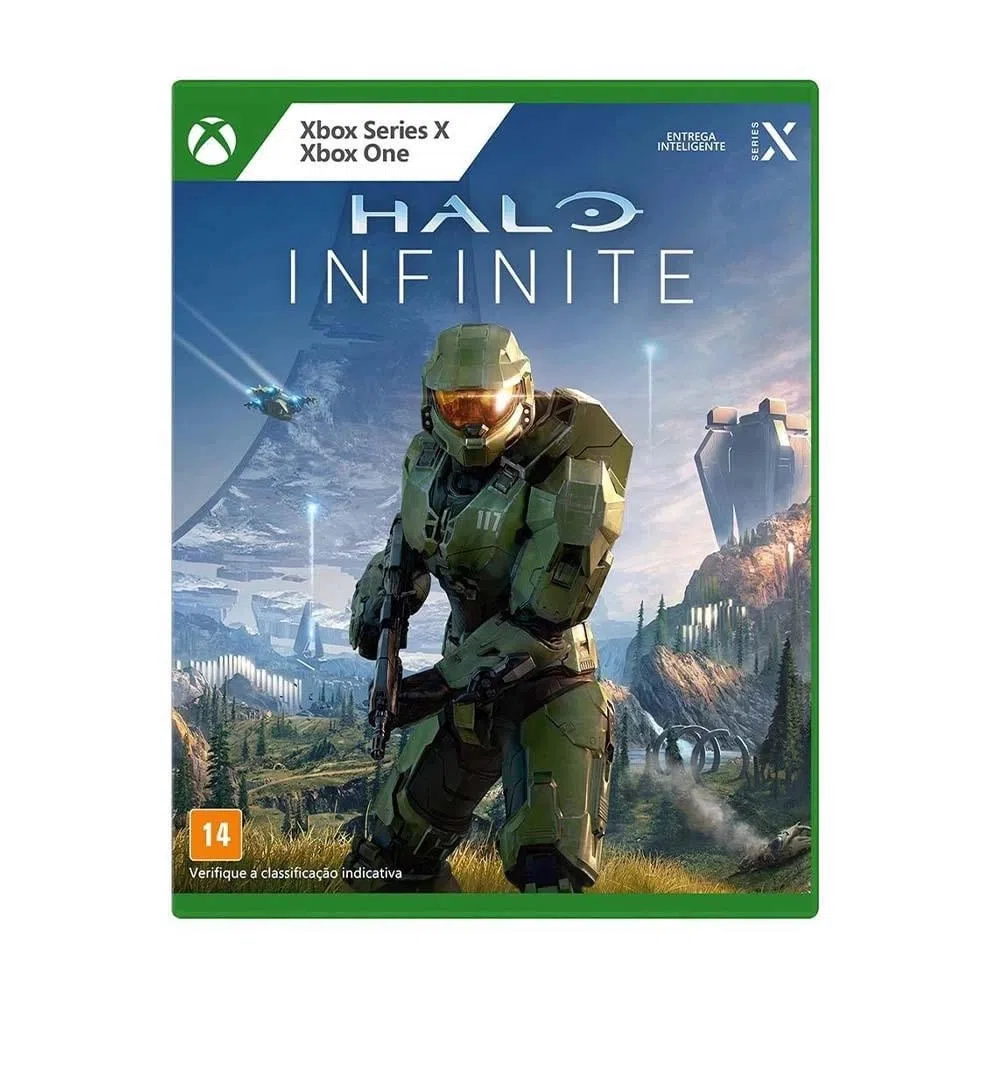 Xbox Series X
Xbox One
ENTREGA
INTELIGENTE
SERIES X
HALO
INFINITE
117
14
Verifique a classificação indicativa